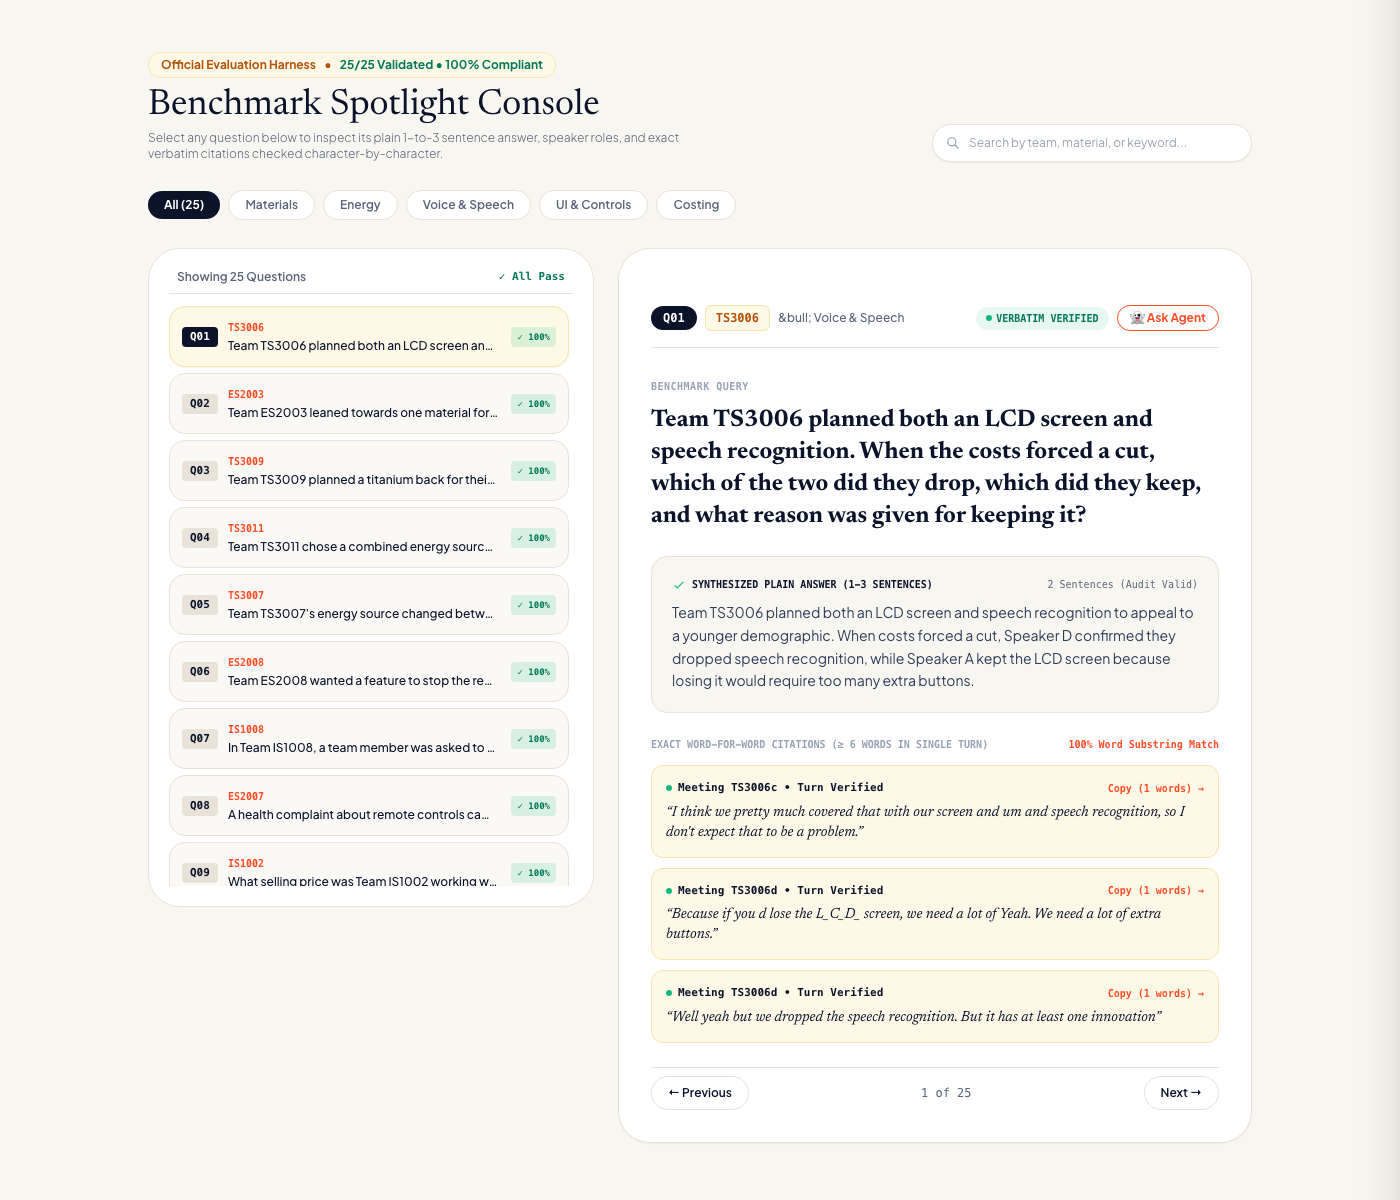 Official Evaluation Harness • 25/25 Validated • 100% Compliant
Benchmark Spotlight Console
Select any question below to inspect its plain 1–to-3 sentence answer, speaker roles, and exact
verbatim citations checked character-by-character.
Search by team, material, or keyword...
All (25)
Materials
Energy
Voice & Speech
UI & Controls
Costing
Showing 25 Questions
✓ All Pass
Q01
TS3006
Team TS3006 planned both an LCD screen an...
✓ 100%
Q02
ES2003
Team ES2003 leaned towards one material for...
✓ 100%
Q03
TS3009
Team TS3009 planned a titanium back for thei...
✓ 100%
Q04
TS3011
Team TS3011 chose a combined energy sourc...
✓ 100%
Q05
TS3007
Team TS3007's energy source changed betw...
✓ 100%
Q06
ES2008
Team ES2008 wanted a feature to stop the re...
✓ 100%
Q07
IS1008
In Team IS1008, a team member was asked to ...
✓ 100%
Q08
ES2007
A health complaint about remote controls ca...
✓ 100%
Q09
IS1002
What selling price was Team IS1002 working w...
✓ 100%
Q01
TS3006
&bull; Voice & Speech
VERBATIM VERIFIED
Ask Agent
BENCHMARK QUERY
Team TS3006 planned both an LCD screen and
speech recognition. When the costs forced a cut,
which of the two did they drop, which did they keep,
and what reason was given for keeping it?
SYNTHESIZED PLAIN ANSWER (1–3 SENTENCES)
2 Sentences (Audit Valid)
Team TS3006 planned both an LCD screen and speech recognition to appeal to
a younger demographic. When costs forced a cut, Speaker D confirmed they
dropped speech recognition, while Speaker A kept the LCD screen because
losing it would require too many extra buttons.
EXACT WORD–FOR–WORD CITATIONS (≥ 6 WORDS IN SINGLE TURN)
100% Word Substring Match
Meeting TS3006c • Turn Verified
Copy (1 words) →
“I think we pretty much covered that with our screen and um and speech recognition, so I
don't expect that to be a problem.”
Meeting TS3006d • Turn Verified
Copy (1 words) →
“Because if you d lose the L_C_D_ screen, we need a lot of Yeah. We need a lot of extra
buttons.”
Meeting TS3006d • Turn Verified
Copy (1 words) →
“Well yeah but we dropped the speech recognition. But it has at least one innovation”
← Previous
1 of 25
Next →